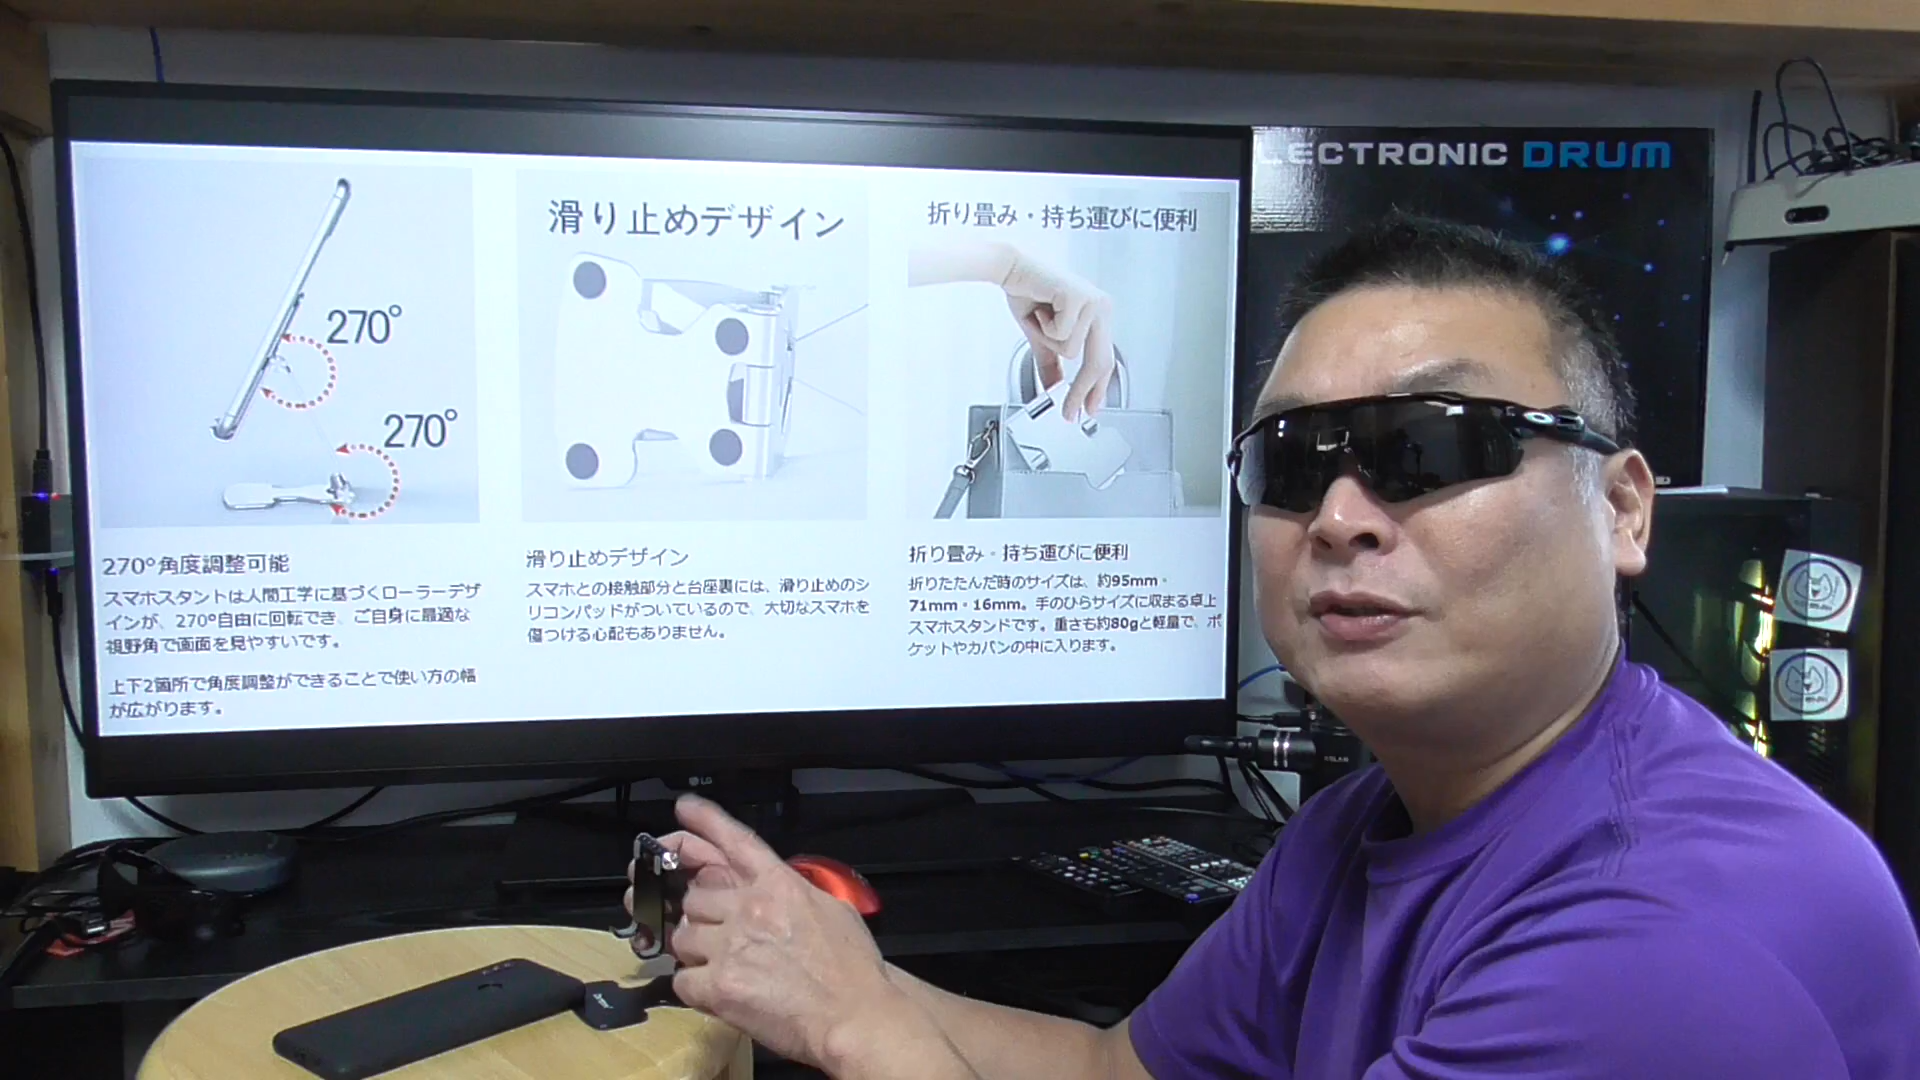 270°
270°
滑り止めデザイン
折り畳み・持ち運びに便利
270°角度調整可能
スマホスタントは人間工学に基づくローラーデザ
インが、270°自由に回転でき、ご自身に最適な
視野角で画面を見やすいです。
上下2箇所で角度調整ができることで使い方の幅
が広がります。
滑り止めデザイン
スマホとの接触部分と台座裏には、滑り止めのシ
リコンパッドがついているので、大切なスマホを
傷つける心配もありません。
折り畳み・持ち運びに便利
折りたたんだ時のサイズは、約95mm・
71mm・16mm。手のひらサイズに収まる卓上
スマホスタンドです。重さも約80gと軽量で、ポ
ケットやカバンの中に入ります。
LECTRONIC DRUM
LG